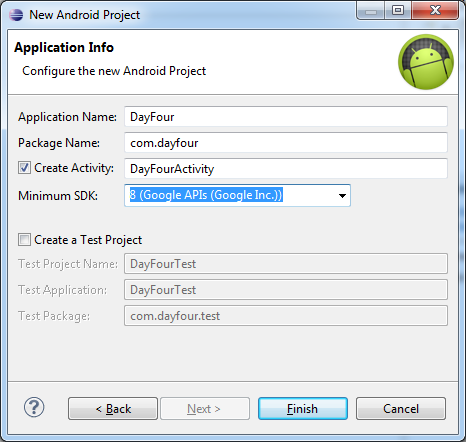 New Android Project
Application Info
Configure the new Android Project
Application Name: DayFour
Package Name: com.dayfour
Create Activity: DayFourActivity
Minimum SDK: 8 (Google APIs (Google Inc.))
Create a Test Project
Test Project Name: DayFourTest
Test Application: DayFourTest
Test Package: com.dayfour.test
? < Back Next > Finish Cancel